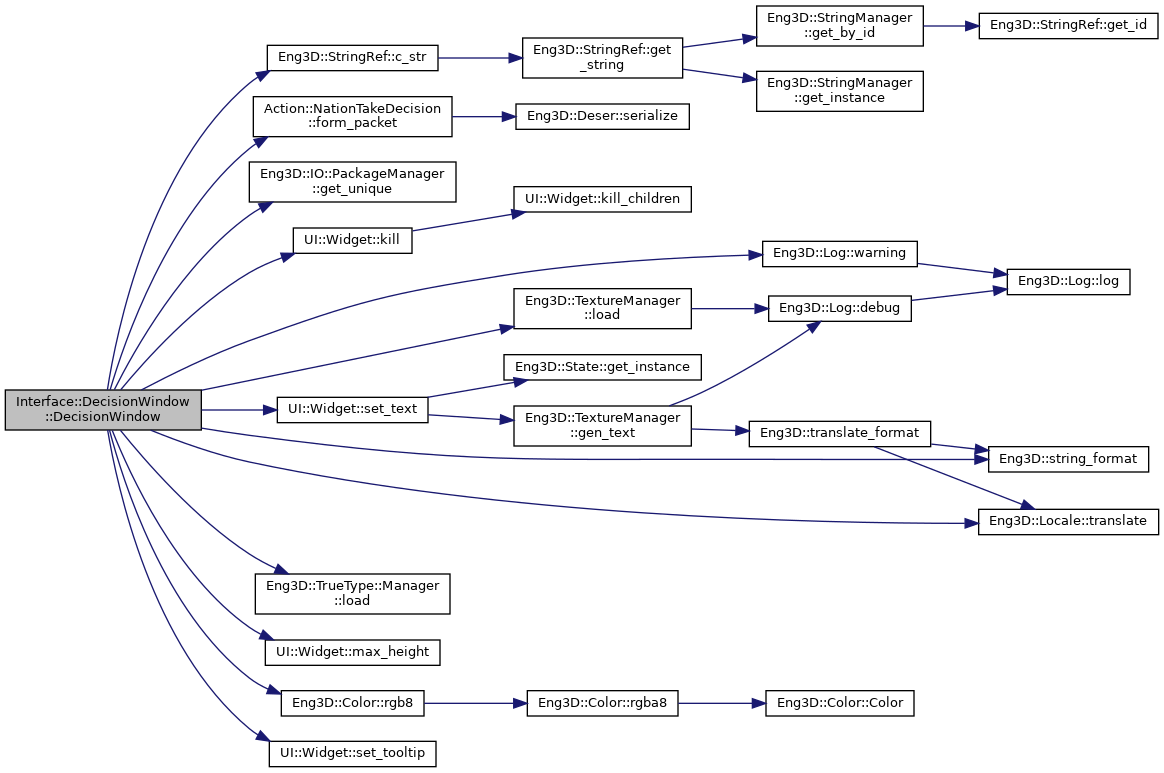 Interface::DecisionWindow
::DecisionWindow
Eng3D::StringRef::c_str
Eng3D::StringRef::get
_string
Eng3D::StringManager
::get_by_id
Eng3D::StringRef::get_id
Eng3D::StringManager
::get_instance
Action::NationTakeDecision
::form_packet
Eng3D::Deser::serialize
Eng3D::IO::PackageManager
::get_unique
UI::Widget::kill
UI::Widget::kill_children
Eng3D::Log::warning
Eng3D::Log::log
Eng3D::TextureManager
::load
Eng3D::Log::debug
UI::Widget::set_text
Eng3D::State::get_instance
Eng3D::TextureManager
::gen_text
Eng3D::translate_format
Eng3D::string_format
Eng3D::Locale::translate
Eng3D::TrueType::Manager
::load
UI::Widget::max_height
Eng3D::Color::rgb8
Eng3D::Color::rgba8
Eng3D::Color::Color
UI::Widget::set_tooltip